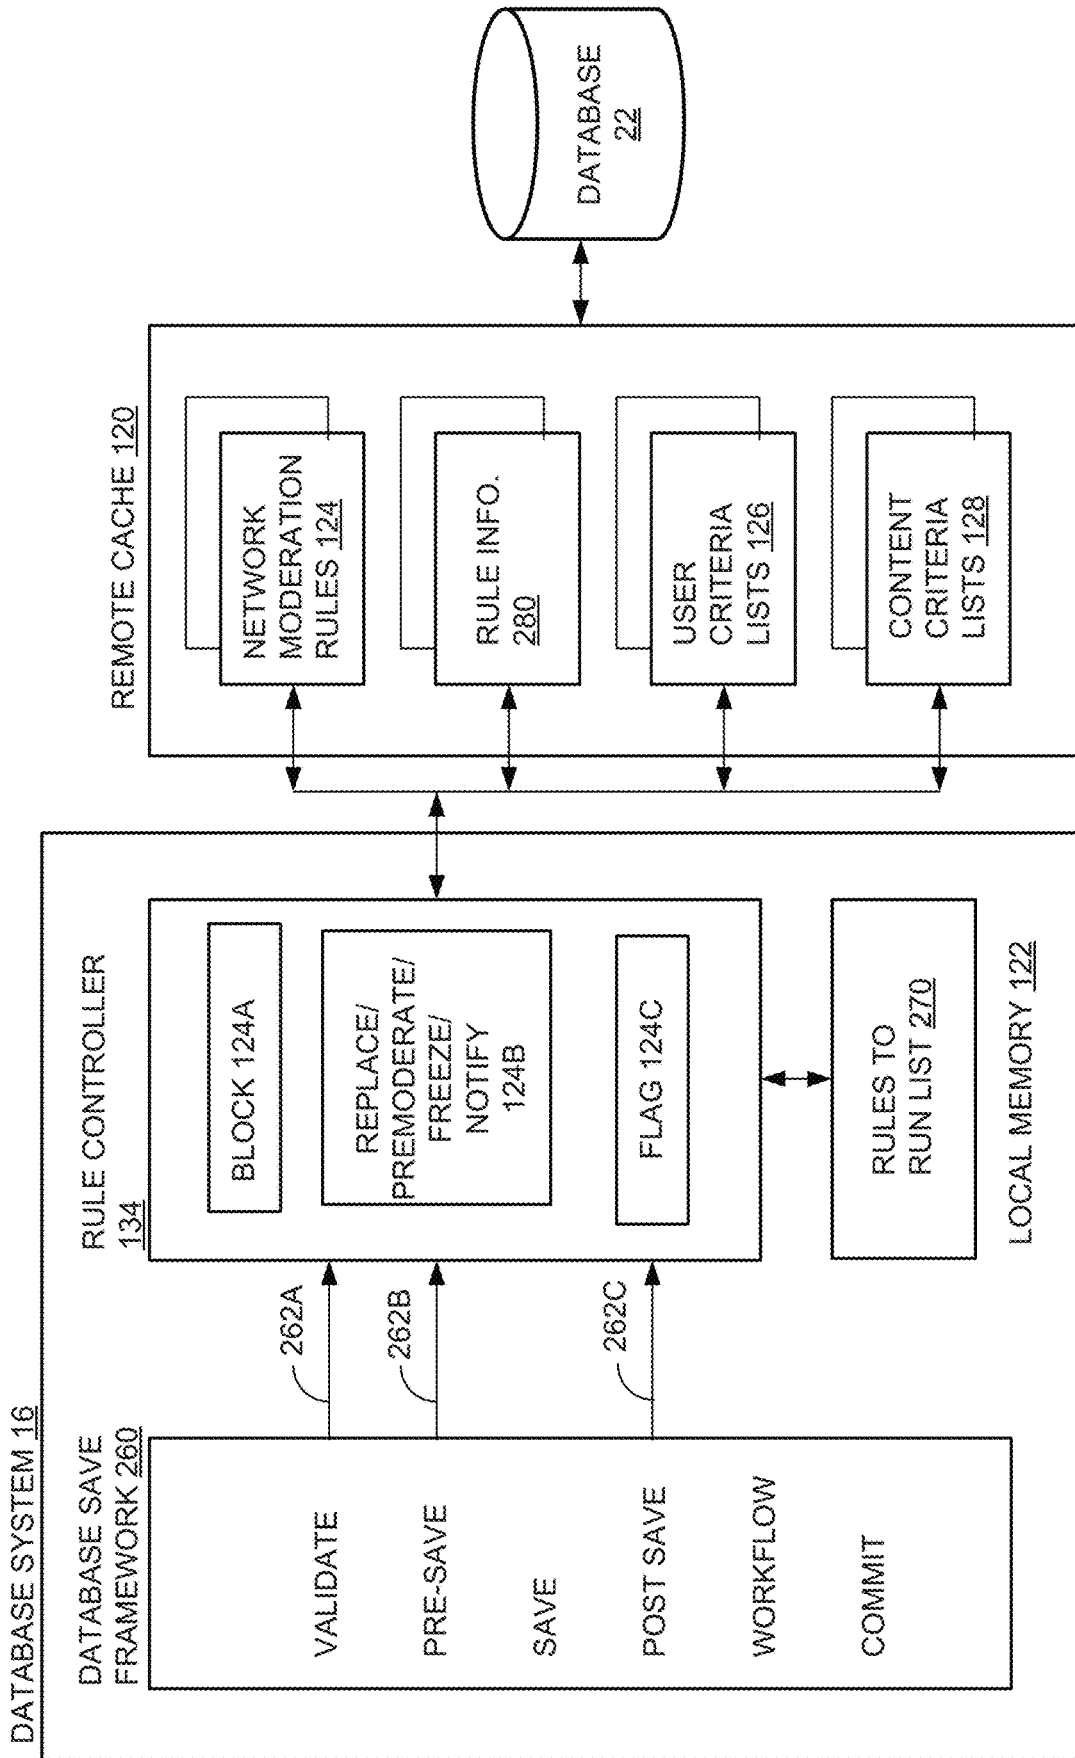 DATABASE SYSTEM 16
DATABASE SAVE
FRAMEWORK 260
VALIDATE
PRE-SAVE
SAVE
POST SAVE
WORKFLOW
COMMIT
262A
262B
262C
RULE CONTROLLER
134
BLOCK 124A
REPLACE/
PREMODERATE/
FREEZE/
NOTIFY
124B
FLAG 124C
RULES TO
RUN LIST 270
LOCAL MEMORY 122
REMOTE CACHE 120
NETWORK
MODERATION
RULES 124
RULE INFO.
280
USER
CRITERIA
LISTS 126
CONTENT
CRITERIA
LISTS 128
DATABASE
22